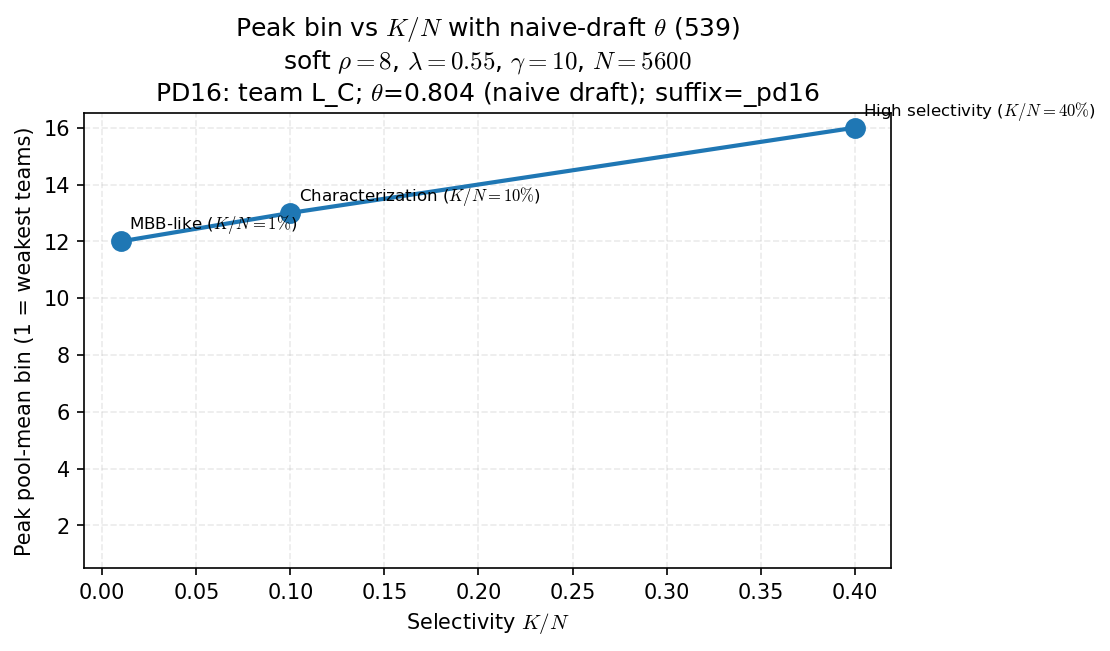 Peak bin vs K/N with naive-draft θ (539)
soft ρ = 8, λ = 0.55, γ = 10, N = 5600
PD16: team L_C; θ=0.804 (naive draft); suffix=_pd16
High selectivity (K/N = 40%)
Characterization (K/N = 10%)
MBB-like (K/N = 1%)
Peak pool-mean bin (1 = weakest teams)
16
14
12
10
8
6
4
2
0.00 0.05 0.10 0.15 0.20 0.25 0.30 0.35 0.40
Selectivity K/N